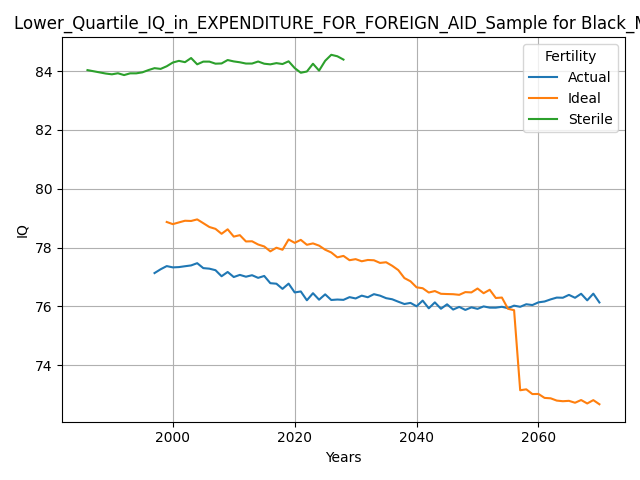 Lower_Quartile_IQ_in_EXPENDITURE_FOR_FOREIGN_AID_Sample for Black_M
Fertility
Actual
Ideal
Sterile
84
82
80
78
76
74
IQ
2000
2020
2040
2060
Years